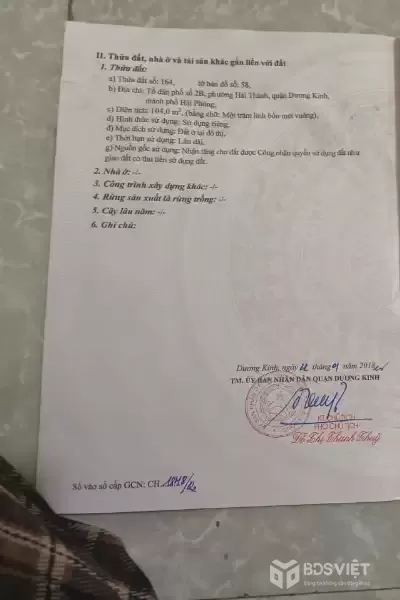 II. Thửa đất, nhà ở và tài sản khác gắn liền với đất
1. Thửa đất:
a) Thửa đất số: 164, tờ bản đồ số: 58,
b) Địa chỉ: Tổ dân phố số 2B, phường Hải Thành, quận Dương Kinh,
thành phố Hải Phòng,
c) Diện tích: 104,0 m², (bằng chữ: Một trăm linh bốn mét vuông),
d) Hình thức sử dụng: Sử dụng riêng,
đ) Mục đích sử dụng: Đất ở tại đô thị,
e) Thời hạn sử dụng: Lâu dài,
g) Nguồn gốc sử dụng: Nhận tặng cho đất được Công nhận quyền sử dụng đất như
giao đất có thu tiền sử dụng đất.
2. Nhà ở: -/-
3. Công trình xây dựng khác: -/-
4. Rừng sản xuất là rừng trồng: -/-
5. Cây lâu năm: -/-
6. Ghi chú:
Dương Kinh, ngày 22 tháng 01 năm 2018
TM. ỦY BAN NHÂN DÂN QUẬN DƯƠNG KINH
KT. CHỦ TỊCH
PHÓ CHỦ TỊCH
Số vào sổ cấp GCN: CH.
BDSVIỆT